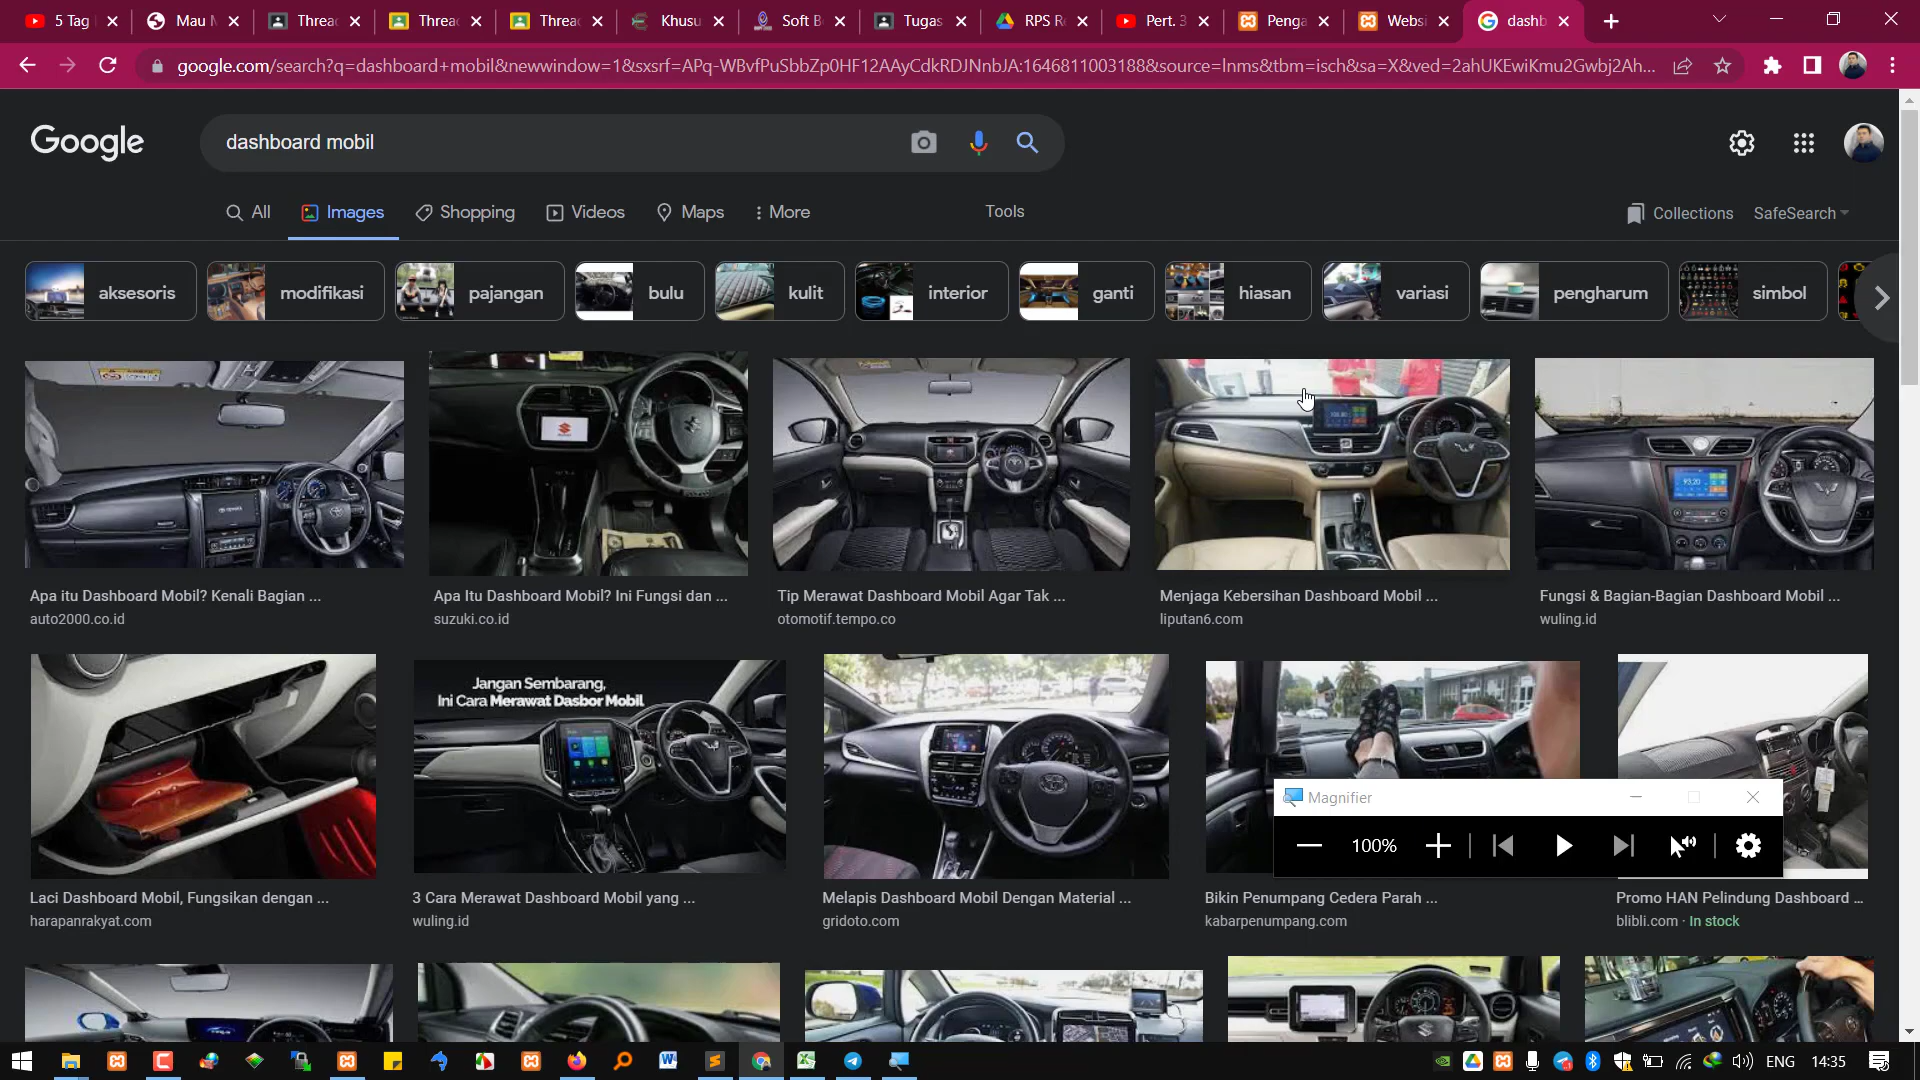 5 Tag
Mau
Threa
Threa
Threa
Khusu
Soft B
Tugas
RPS R
Pert. 3
Penga
Websi
dashb
google.com/search?q=dashboard+mobil&newwindow=1&sxsrf=APq-WBvfPuSbbZp0HF12AAyCdkRDJNnbJA:1646811003188&source=lnms&tbm=isch&sa=X&ved=2ahUKEwiKmu2Gwbj2Ah...
Google
dashboard mobil
All
Images
Shopping
Videos
Maps
More
Tools
Collections
SafeSearch
aksesoris
modifikasi
pajangan
bulu
kulit
interior
ganti
hiasan
variasi
pengharum
simbol
Apa itu Dashboard Mobil? Kenali Bagian ...
auto2000.co.id
Apa Itu Dashboard Mobil? Ini Fungsi dan ...
suzuki.co.id
Tip Merawat Dashboard Mobil Agar Tak ...
otomotif.tempo.co
Menjaga Kebersihan Dashboard Mobil ...
liputan6.com
93.20
Fungsi & Bagian-Bagian Dashboard Mobil ...
wuling.id
Laci Dashboard Mobil, Fungsikan dengan ...
harapanrakyat.com
Jangan Sembarang,
Ini Cara Merawat Dasbor Mobil
3 Cara Merawat Dashboard Mobil yang ...
wuling.id
Melapis Dashboard Mobil Dengan Material ...
gridoto.com
Bikin Penumpang Cedera Parah ...
kabarpenumpang.com
Promo HAN Pelindung Dashboard ...
blibli.com · In stock
Magnifier
100%
ENG
14:35